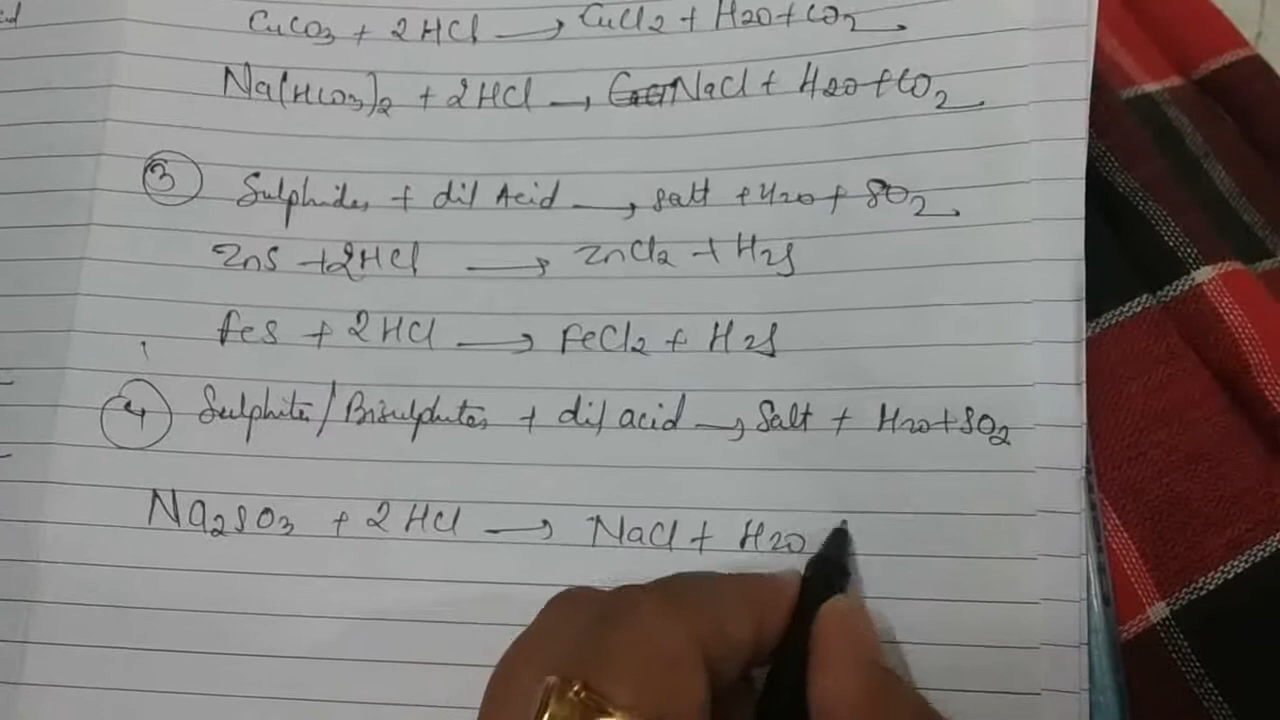 CuCO3 + 2HCl → CuCl2 + H2O + CO2
Na(HCO3)2 + 2HCl → NaCl + H2O + CO2
3 Sulphides + dil Acid → salt + H2O + SO2
ZnS + 2HCl → ZnCl2 + H2S
FeS + 2HCl → FeCl2 + H2S
4 Sulphite/Bisulphites + dil acid → Salt + H2O + SO2
Na2SO3 + 2HCl → NaCl + H2O